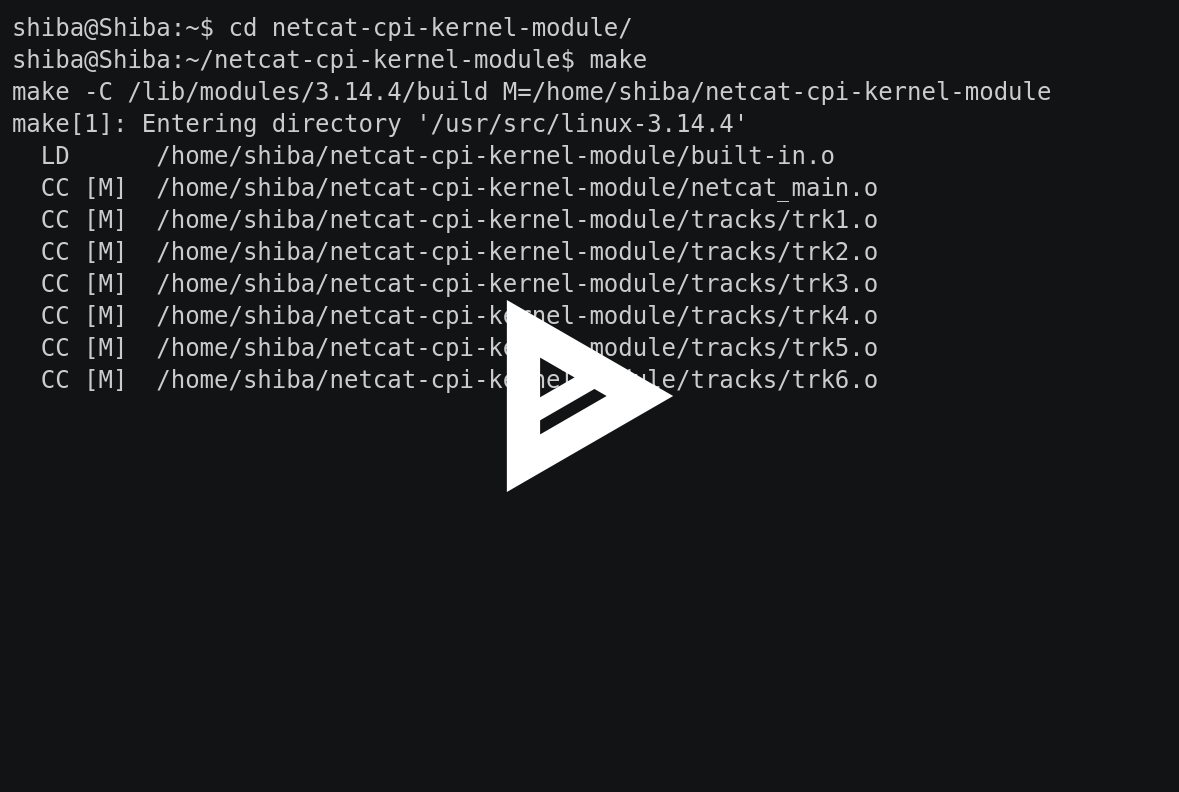 shiba@Shiba:~$ cd netcat-cpi-kernel-module/
shiba@Shiba:~/netcat-cpi-kernel-module$ make
make -C /lib/modules/3.14.4/build M=/home/shiba/netcat-cpi-kernel-module
make[1]: Entering directory '/usr/src/linux-3.14.4'
  LD      /home/shiba/netcat-cpi-kernel-module/built-in.o
  CC [M]  /home/shiba/netcat-cpi-kernel-module/netcat_main.o
  CC [M]  /home/shiba/netcat-cpi-kernel-module/tracks/trk1.o
  CC [M]  /home/shiba/netcat-cpi-kernel-module/tracks/trk2.o
  CC [M]  /home/shiba/netcat-cpi-kernel-module/tracks/trk3.o
  CC [M]  /home/shiba/netcat-cpi-kernel-module/tracks/trk4.o
  CC [M]  /home/shiba/netcat-cpi-kernel-module/tracks/trk5.o
  CC [M]  /home/shiba/netcat-cpi-kernel-module/tracks/trk6.o